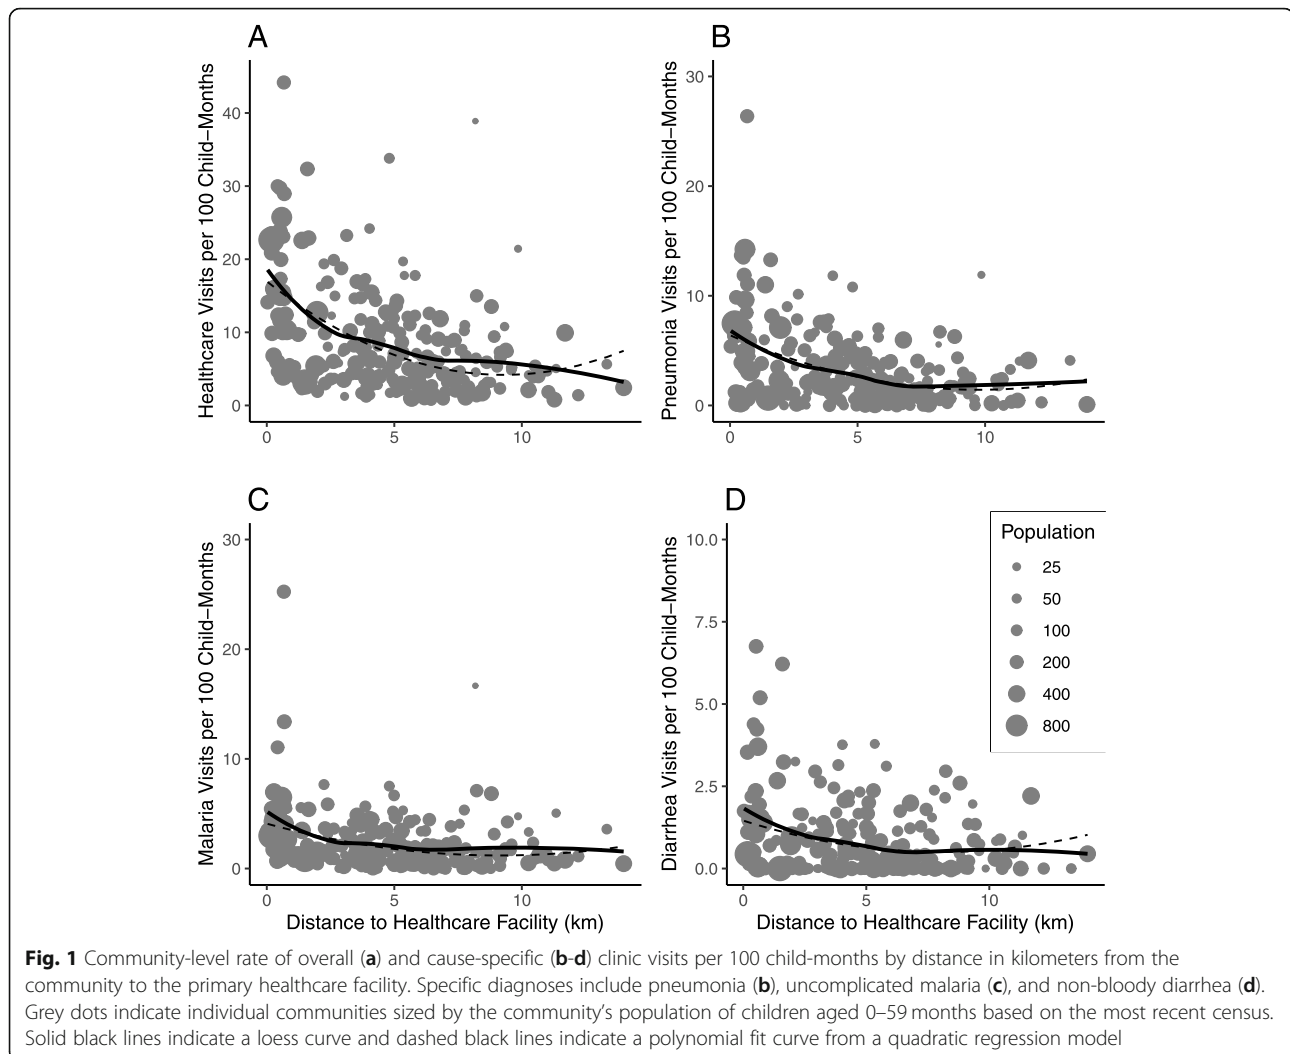 A
Healthcare Visits per 100 Child–Months
40
30
20
10
0
0 5 10
B
Pneumonia Visits per 100 Child–Months
30
20
10
0
0 5 10
C
Malaria Visits per 100 Child–Months
30
20
10
0
0 5 10
Distance to Healthcare Facility (km)
D
Diarrhea Visits per 100 Child–Months
10.0
7.5
5.0
2.5
0.0
0 5 10
Distance to Healthcare Facility (km)
Population
25
50
100
200
400
800
Fig. 1 Community-level rate of overall (a) and cause-specific (b-d) clinic visits per 100 child-months by distance in kilometers from the
community to the primary healthcare facility. Specific diagnoses include pneumonia (b), uncomplicated malaria (c), and non-bloody diarrhea (d).
Grey dots indicate individual communities sized by the community’s population of children aged 0–59 months based on the most recent census.
Solid black lines indicate a loess curve and dashed black lines indicate a polynomial fit curve from a quadratic regression model